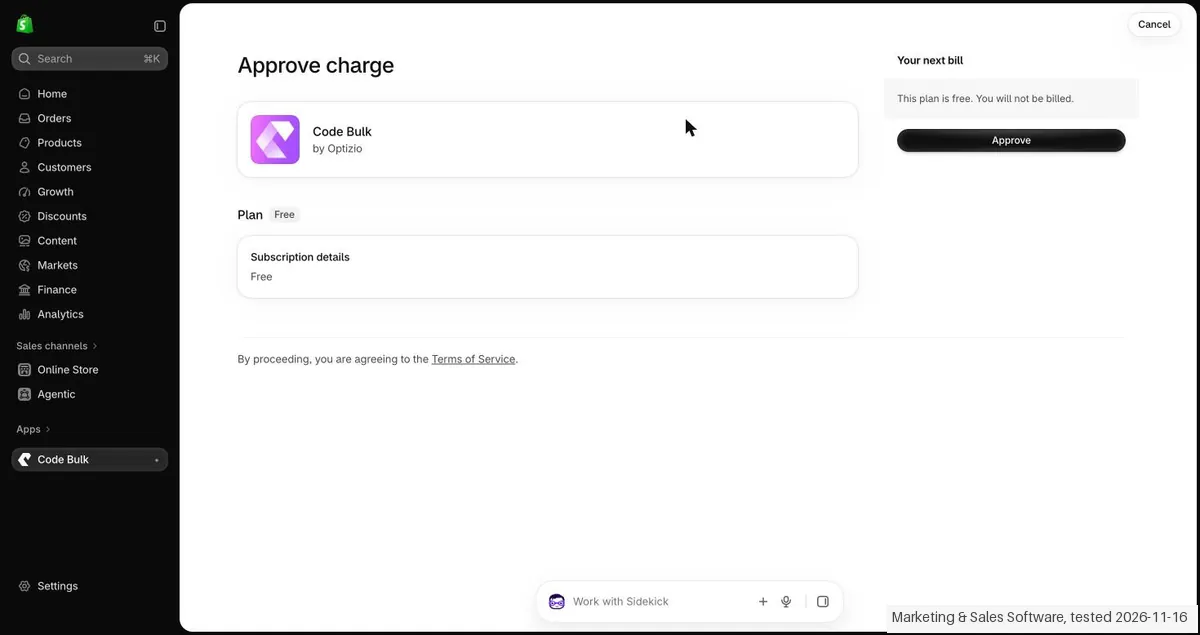 Search ⌘K
Home
Orders
Products
Customers
Growth
Discounts
Content
Markets
Finance
Analytics
Sales channels
Online Store
Agentic
Apps
Code Bulk
Settings
Cancel
Approve charge
Code Bulk
by Optizio
Plan Free
Subscription details
Free
By proceeding, you are agreeing to the Terms of Service.
Your next bill
This plan is free. You will not be billed.
Approve
Work with Sidekick
Marketing & Sales Software, tested 2026-11-16